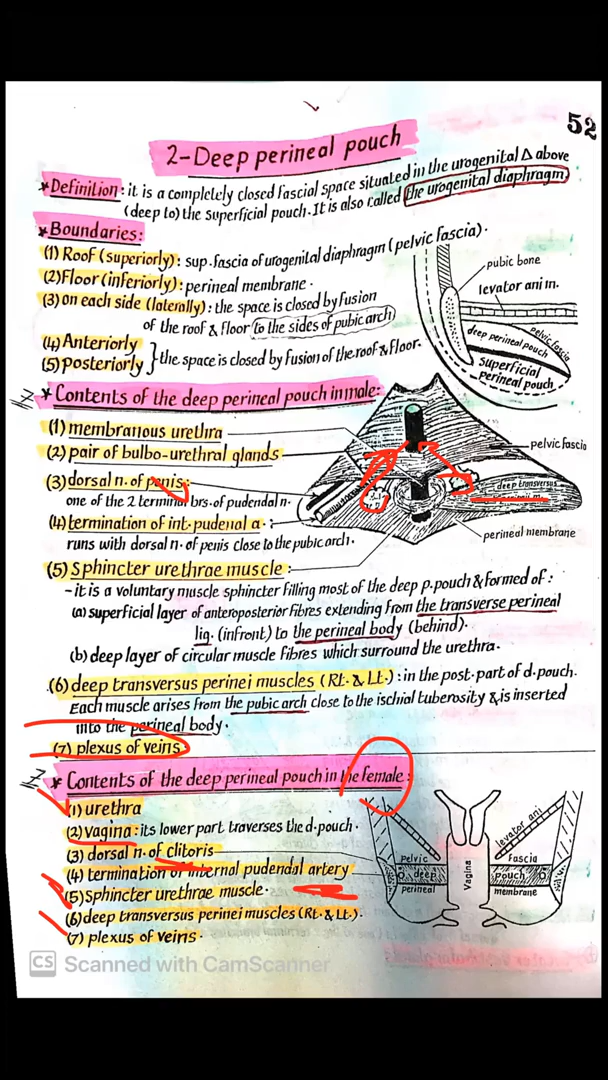 52
2-Deep perineal pouch
*Definition: it is a completely closed fascial space situated in the urogenital Δ above
(deep to) the superficial pouch. It is also called (the urogenital diaphragm)
*Boundaries:
(1) Roof (superiorly): sup. fascia of urogenital diaphragm (pelvic fascia).
(2) Floor (inferiorly): perineal membrane.
(3) on each side (laterally): the space is closed by fusion
of the roof & floor to the sides of pubic arch
(4) Anteriorly
(5) Posteriorly } the space is closed by fusion of the roof & floor.
pubic bone
levator ani m.
deep perineal pouch
pelvic fascia
Superficial
perineal pouch
* Contents of the deep perineal pouch in male:
(1) membranous urethra
(2) pair of bulbo-urethral glands
(3) dorsal n. of penis:
one of the 2 terminal brs. of pudendal n.
(4) termination of int. pudenal a.:
runs with dorsal n. of penis close to the pubic arch.
pelvic fascia
deep transversus
perineal membrane
(5) Sphincter urethrae muscle:
- it is a voluntary muscle sphincter filling most of the deep p. pouch & formed of:
(a) superficial layer of anteroposterior fibres extending from the transverse perineal
lig. (infront) to the perineal body (behind).
(b) deep layer of circular muscle fibres which surround the urethra.
(6) deep transversus perinei muscles (Rt. & Lt.): in the post. part of d. pouch.
Each muscle arises from the pubic arch close to the ischial tuberosity & is inserted
into the perineal body.
(7) plexus of veins
* Contents of the deep perineal pouch in the female:
(1) urethra
(2) vagina: its lower part traverses the d. pouch.
(3) dorsal n. of clitoris
(4) termination of internal pudendal artery
(5) sphincter urethrae muscle.
(6) deep transversus perinei muscles (Rt. & Lt.).
(7) plexus of veins.
levator ani
pelvic
fascia
deep
pouch
perineal
membrane
Vagina
CS Scanned with CamScanner